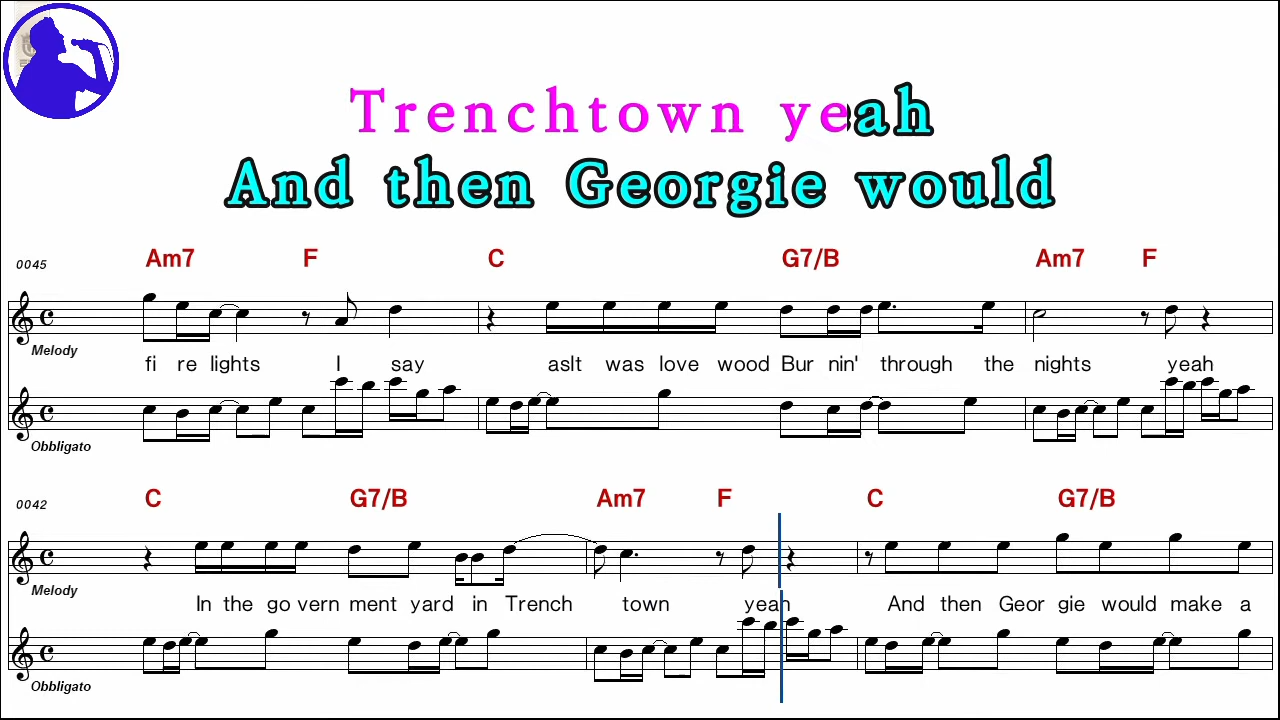 Trenchtown yeah
And then Georgie would
0045 Am7 F C G7/B Am7 F
Melody
fi re lights I say asIt was love wood Bur nin' through the nights yeah
Obbligato
0042 C G7/B Am7 F C G7/B
Melody
In the go vern ment yard in Trench town yeah And then Geor gie would make a
Obbligato